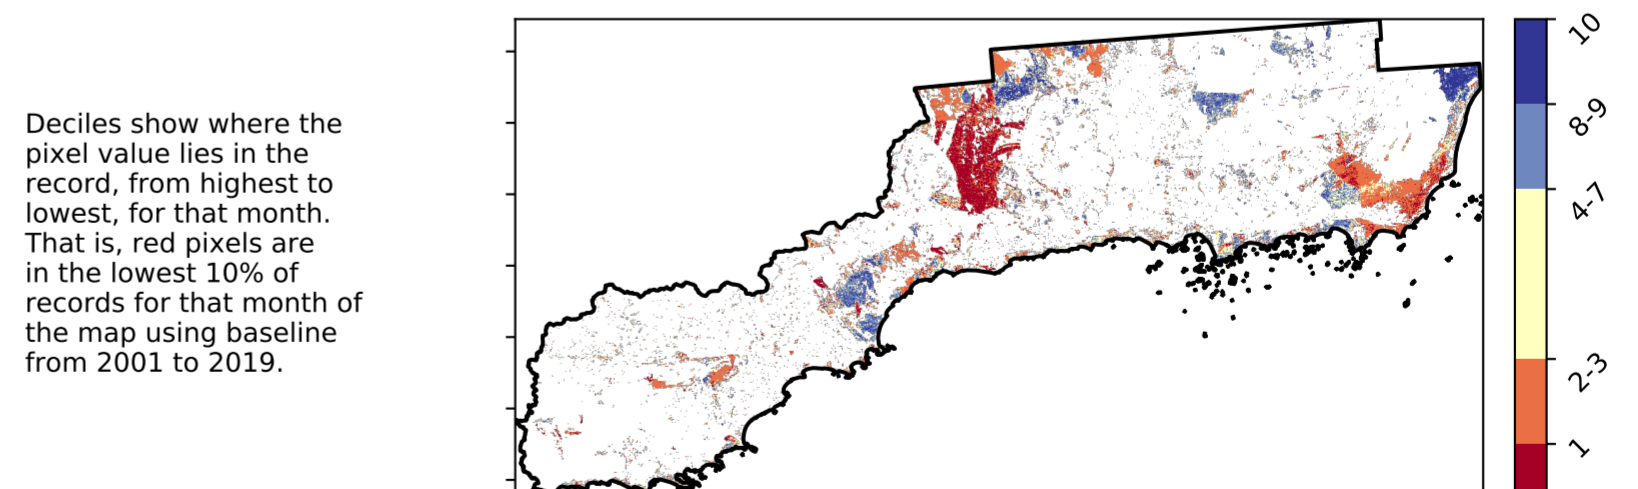 Deciles show where the
pixel value lies in the
record, from highest to
lowest, for that month.
That is, red pixels are
in the lowest 10% of
records for that month of
the map using baseline
from 2001 to 2019.
10
8-9
4-7
2-3
1